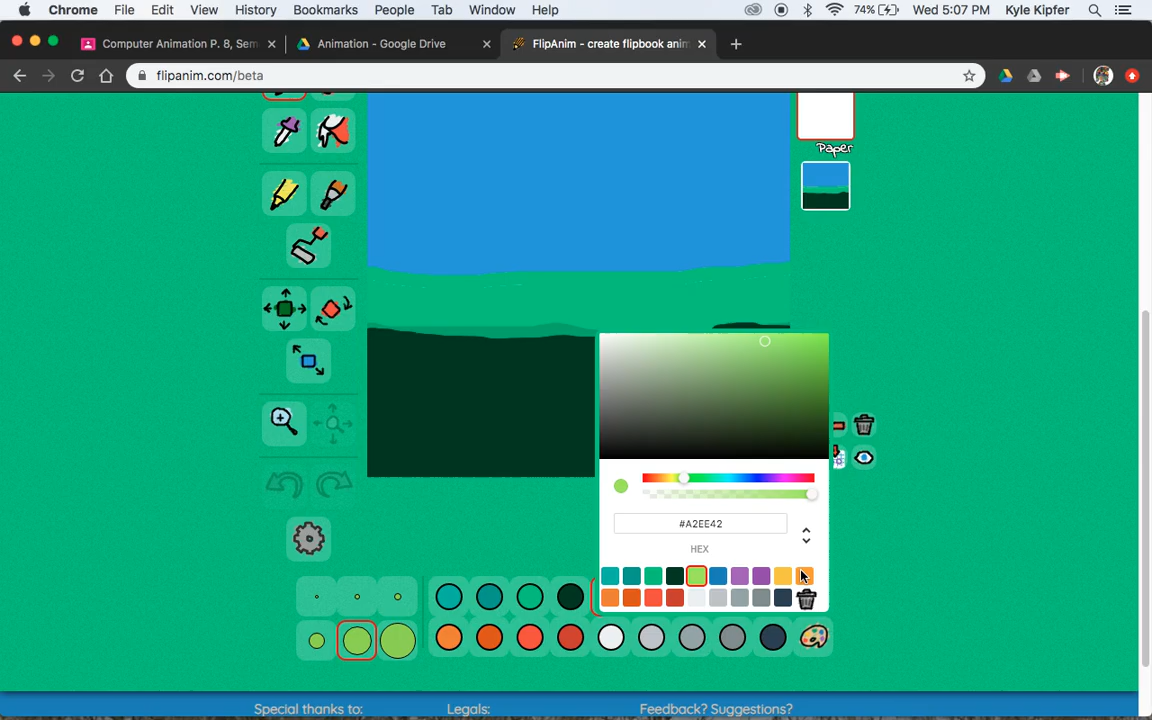 Chrome File Edit View History Bookmarks People Tab Window Help 74% Wed 5:07 PM Kyle Kipfer
Computer Animation P. 8, Sem Animation - Google Drive FlipAnim - create flipbook anim
flipanim.com/beta
Paper
#A2EE42
HEX
Special thanks to: Legals: Feedback? Suggestions?